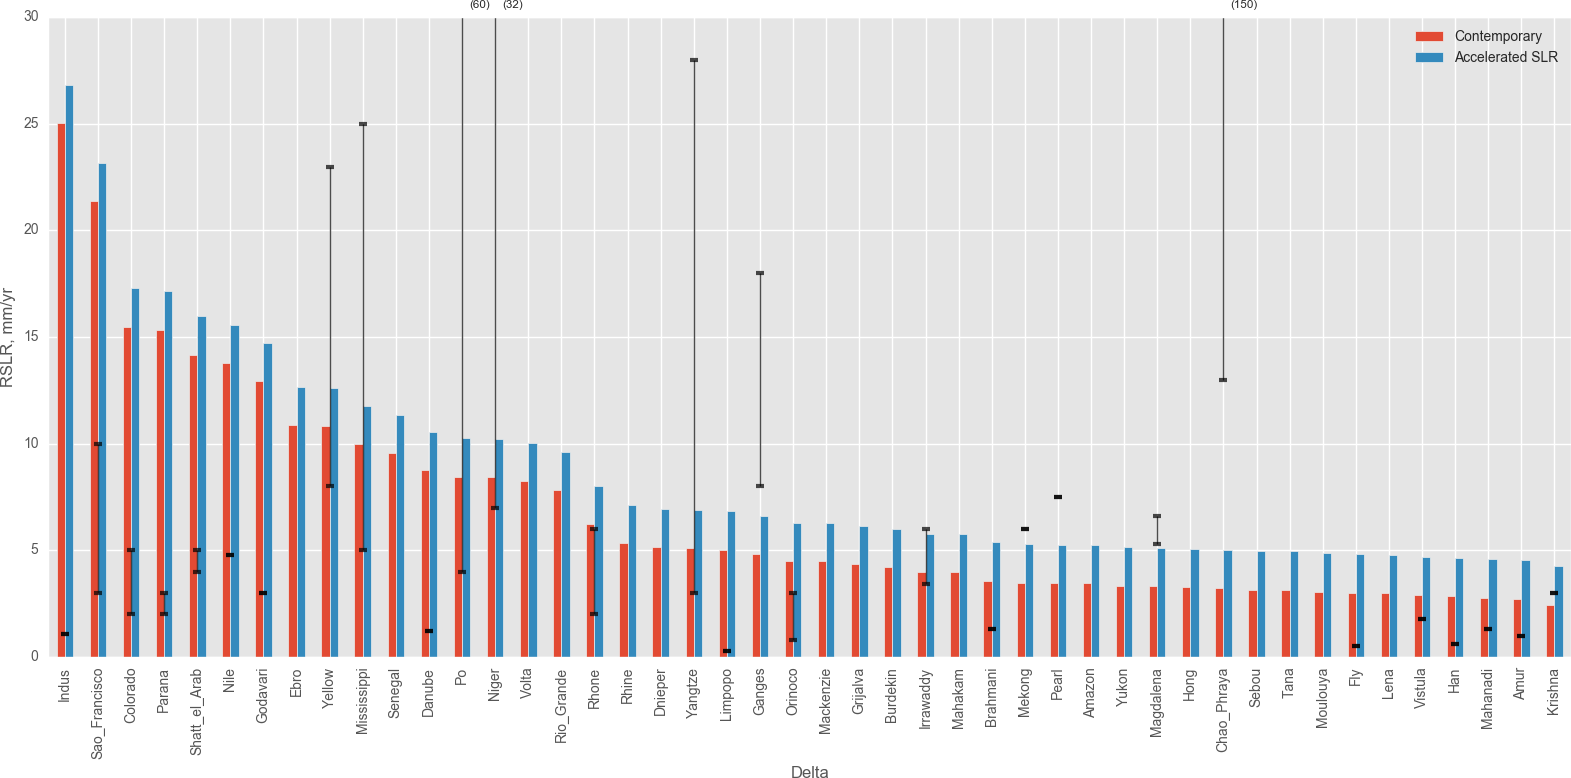 (60) (32) (150)
30
25
20
15
10
5
0
RSLR, mm/yr
Contemporary
Accelerated SLR
Indus
Sao_Francisco
Colorado
Parana
Shatt_el_Arab
Nile
Godavari
Ebro
Yellow
Mississippi
Senegal
Danube
Po
Niger
Volta
Rio_Grande
Rhone
Rhine
Dnieper
Yangtze
Limpopo
Ganges
Orinoco
Mackenzie
Grijalva
Burdekin
Irrawaddy
Mahakam
Brahmani
Mekong
Pearl
Amazon
Yukon
Magdalena
Hong
Chao_Phraya
Sebou
Tana
Moulouya
Fly
Lena
Vistula
Han
Mahanadi
Amur
Krishna
Delta